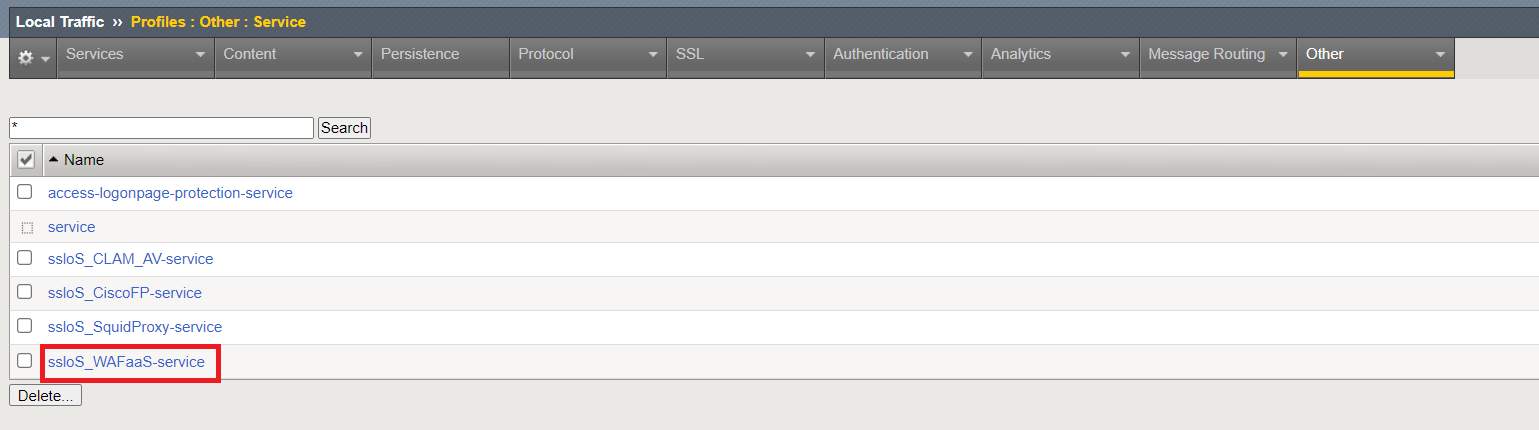 Local Traffic ›› Profiles : Other : Service
Services Content Persistence Protocol SSL Authentication Analytics Message Routing Other
* Search
Name
access-logonpage-protection-service
service
ssloS_CLAM_AV-service
ssloS_CiscoFP-service
ssloS_SquidProxy-service
ssloS_WAFaaS-service
Delete...